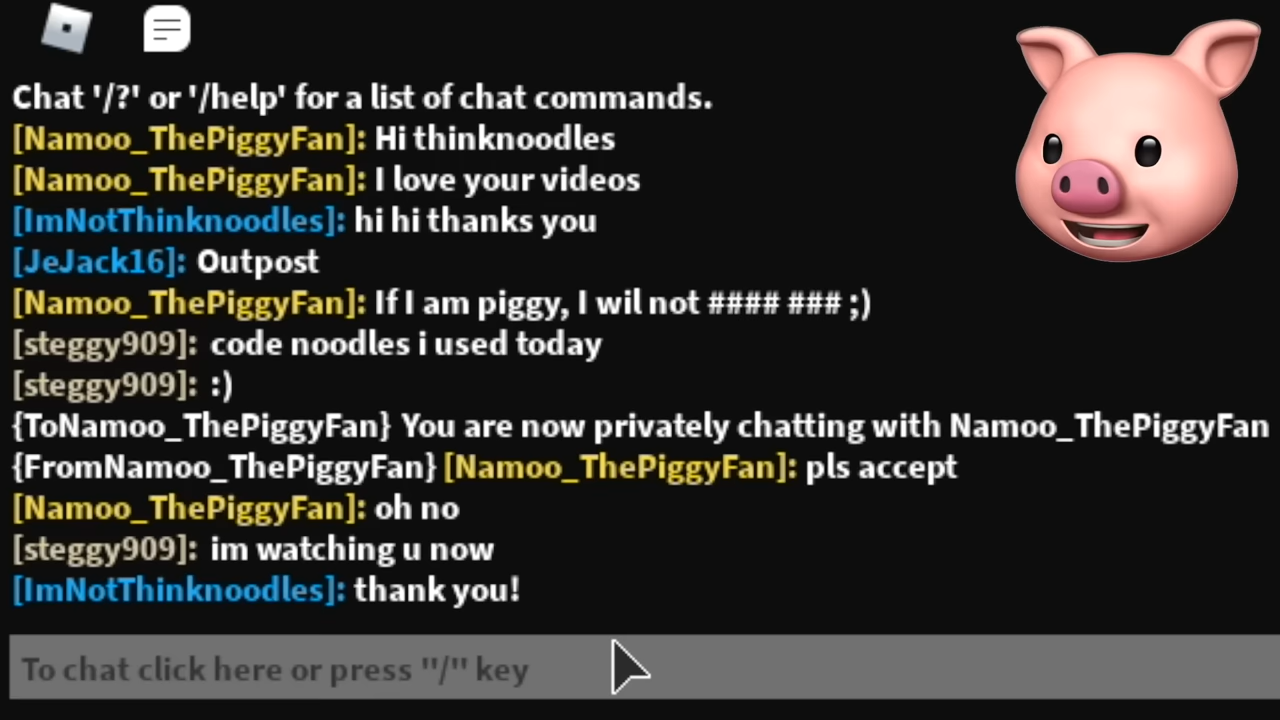 Chat '/?' or '/help' for a list of chat commands.
[Namoo_ThePiggyFan]: Hi thinknoodles
[Namoo_ThePiggyFan]: I love your videos
[ImNotThinknoodles]: hi hi thanks you
[JeJack16]: Outpost
[Namoo_ThePiggyFan]: If I am piggy, I wil not #### ### ;)
[steggy909]: code noodles i used today
[steggy909]: :)
{ToNamoo_ThePiggyFan} You are now privately chatting with Namoo_ThePiggyFan
{FromNamoo_ThePiggyFan} [Namoo_ThePiggyFan]: pls accept
[Namoo_ThePiggyFan]: oh no
[steggy909]: im watching u now
[ImNotThinknoodles]: thank you!
To chat click here or press "/" key